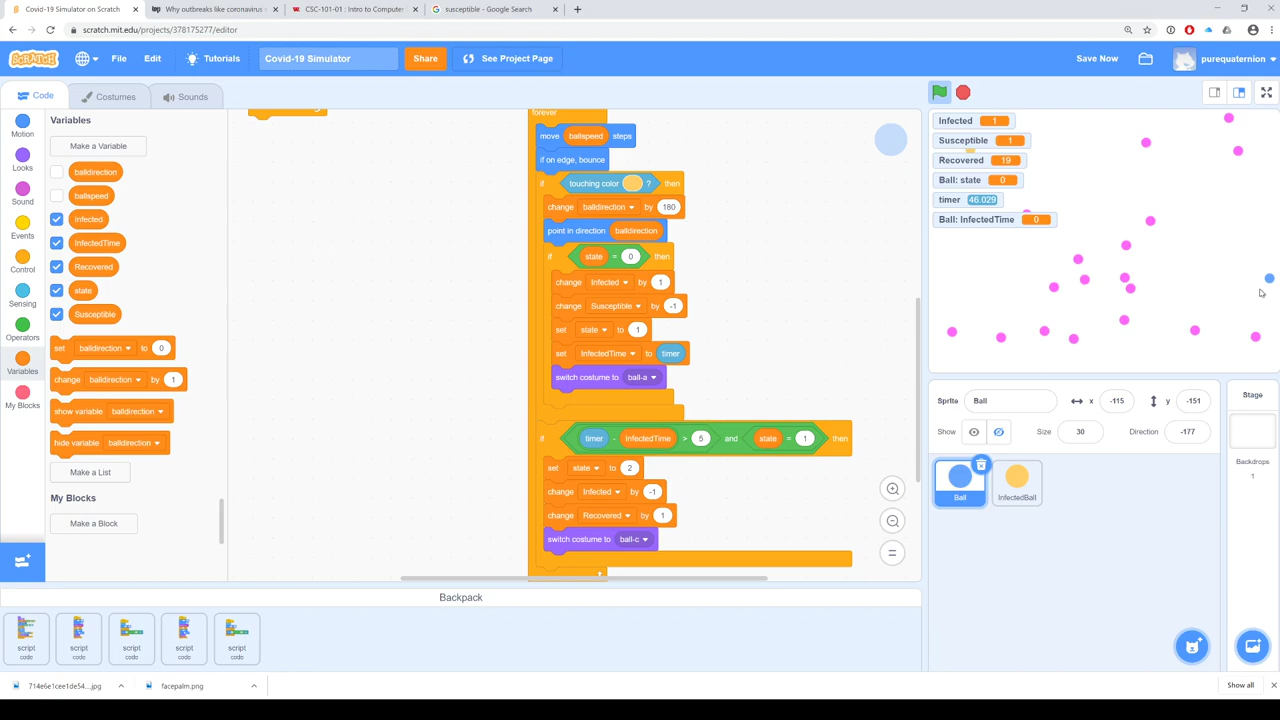 Covid-19 Simulator on Scratch
Why outbreaks like coronavirus
CSC-101-01 : Intro to Computer
susceptible - Google Search
scratch.mit.edu/projects/378175277/editor
SCRATCH
File
Edit
Tutorials
Covid-19 Simulator
Share
See Project Page
Save Now
purequaternion
Code
Costumes
Sounds
Motion
Looks
Sound
Events
Control
Sensing
Operators
Variables
My Blocks
Variables
Make a Variable
balldirection
ballspeed
Infected
InfectedTime
Recovered
state
Susceptible
set balldirection to 0
change balldirection by 1
show variable balldirection
hide variable balldirection
Make a List
My Blocks
Make a Block
forever
move ballspeed steps
if on edge, bounce
if touching color ? then
change balldirection by 180
point in direction balldirection
if state = 0 then
change Infected by 1
change Susceptible by -1
set state to 1
set InfectedTime to timer
switch costume to ball-a
if timer - InfectedTime > 5 and state = 1 then
set state to 2
change Infected by -1
change Recovered by 1
switch costume to ball-c
Infected 1
Susceptible 1
Recovered 19
Ball: state 0
timer 46.029
Ball: InfectedTime 0
Sprite Ball x -115 y -151
Show Size 30 Direction -177
Ball
InfectedBall
Stage
Backdrops
1
Backpack
script
code
script
code
script
code
script
code
script
code
714e6e1cee1de54....jpg
facepalm.png
Show all